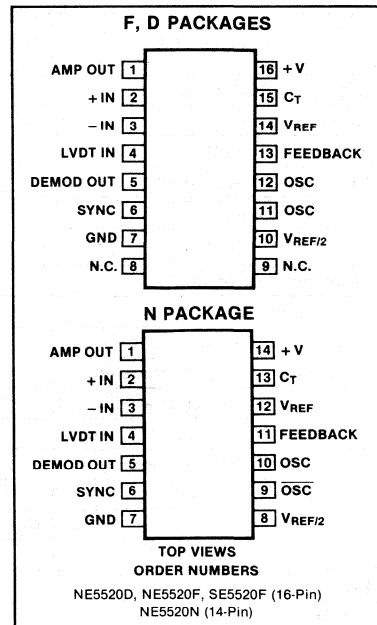 F, D PACKAGES
AMP OUT 1 16 +V
+ IN 2 15 CT
− IN 3 14 VREF
LVDT IN 4 13 FEEDBACK
DEMOD OUT 5 12 OSC
SYNC 6 11 OSC
GND 7 10 VREF/2
N.C. 8 9 N.C.
N PACKAGE
AMP OUT 1 14 +V
+ IN 2 13 CT
− IN 3 12 VREF
LVDT IN 4 11 FEEDBACK
DEMOD OUT 5 10 OSC
SYNC 6 9 O̅S̅C̅
GND 7 8 VREF/2
TOP VIEWS
ORDER NUMBERS
NE5520D, NE5520F, SE5520F (16-Pin)
NE5520N (14-Pin)